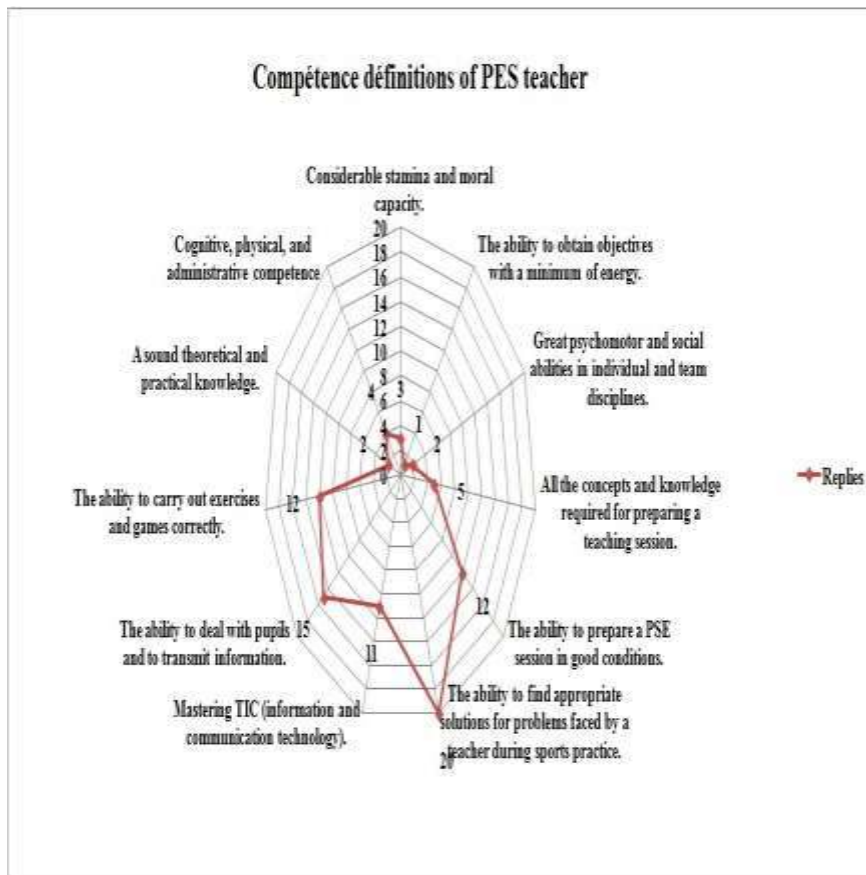 Compétence définitions of PES teacher
Considerable stamina and moral
capacity.
20
18
16
14
12
10
8
6
4
2
0
Cognitive, physical, and
administrative competence
The ability to obtain objectives
with a minimum of energy.
A sound theoretical and
practical knowledge.
Great psychomotor and social
abilities in individual and team
disciplines.
4
3
1
2
2
5
12
The ability to carry out exercises
and games correctly.
All the concepts and knowledge
required for preparing a
teaching session.
Replies
12
The ability to deal with pupils
and to transmit information.
15
The ability to prepare a PSE
session in good conditions.
11
Mastering TIC (information and
communication technology).
The ability to find appropriate
solutions for problems faced by a
teacher during sports practice.
20